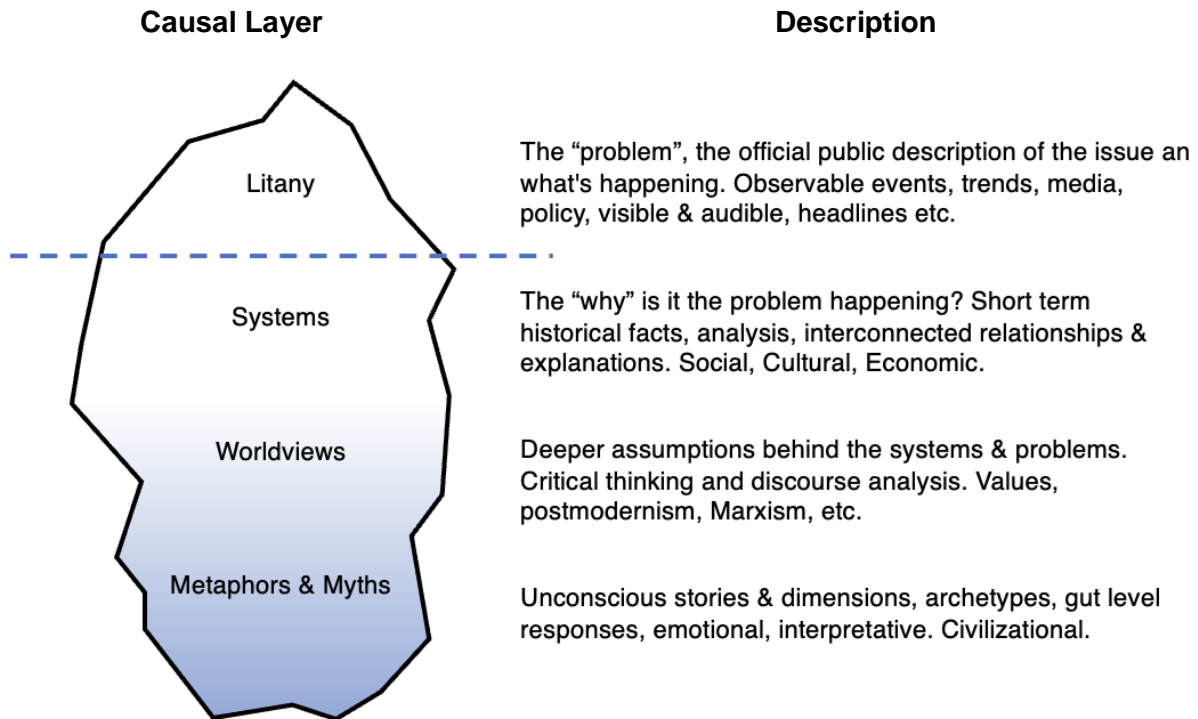 Causal Layer
Description
Litany
The “problem”, the official public description of the issue an
what's happening. Observable events, trends, media,
policy, visible & audible, headlines etc.
Systems
The “why” is it the problem happening? Short term
historical facts, analysis, interconnected relationships &
explanations. Social, Cultural, Economic.
Worldviews
Deeper assumptions behind the systems & problems.
Critical thinking and discourse analysis. Values,
postmodernism, Marxism, etc.
Metaphors & Myths
Unconscious stories & dimensions, archetypes, gut level
responses, emotional, interpretative. Civilizational.